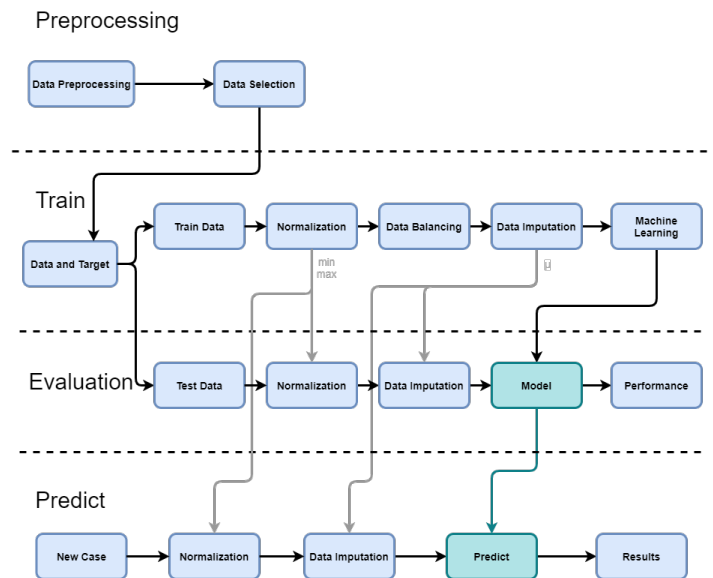 Preprocessing
Data Preprocessing
Data Selection
Train
Train Data
Normalization
Data Balancing
Data Imputation
Machine
Learning
Data and Target
min
max
Evaluation
Test Data
Normalization
Data Imputation
Model
Performance
Predict
New Case
Normalization
Data Imputation
Predict
Results